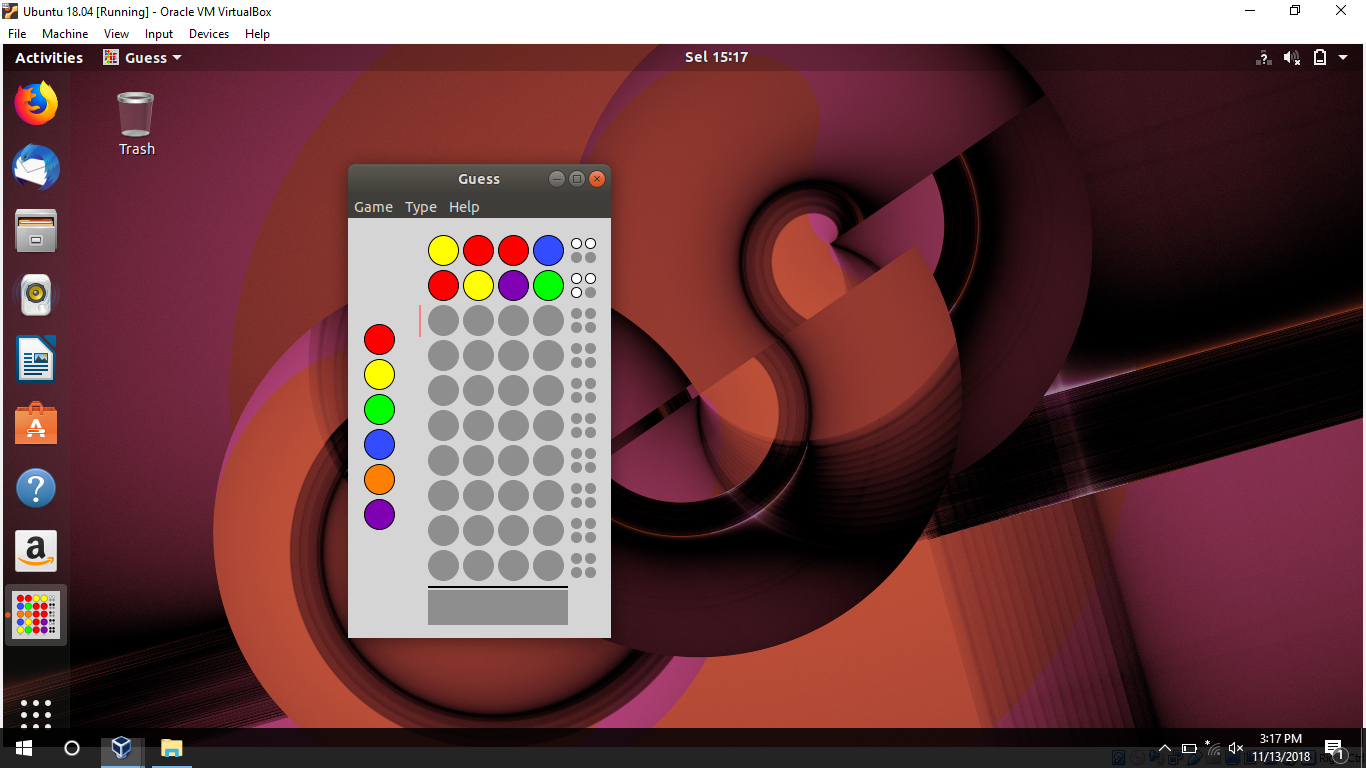 Ubuntu 18.04 [Running] - Oracle VM VirtualBox
File Machine View Input Devices Help
Activities Guess Sel 15:17
Trash
Guess
Game Type Help
3:17 PM
11/13/2018
1